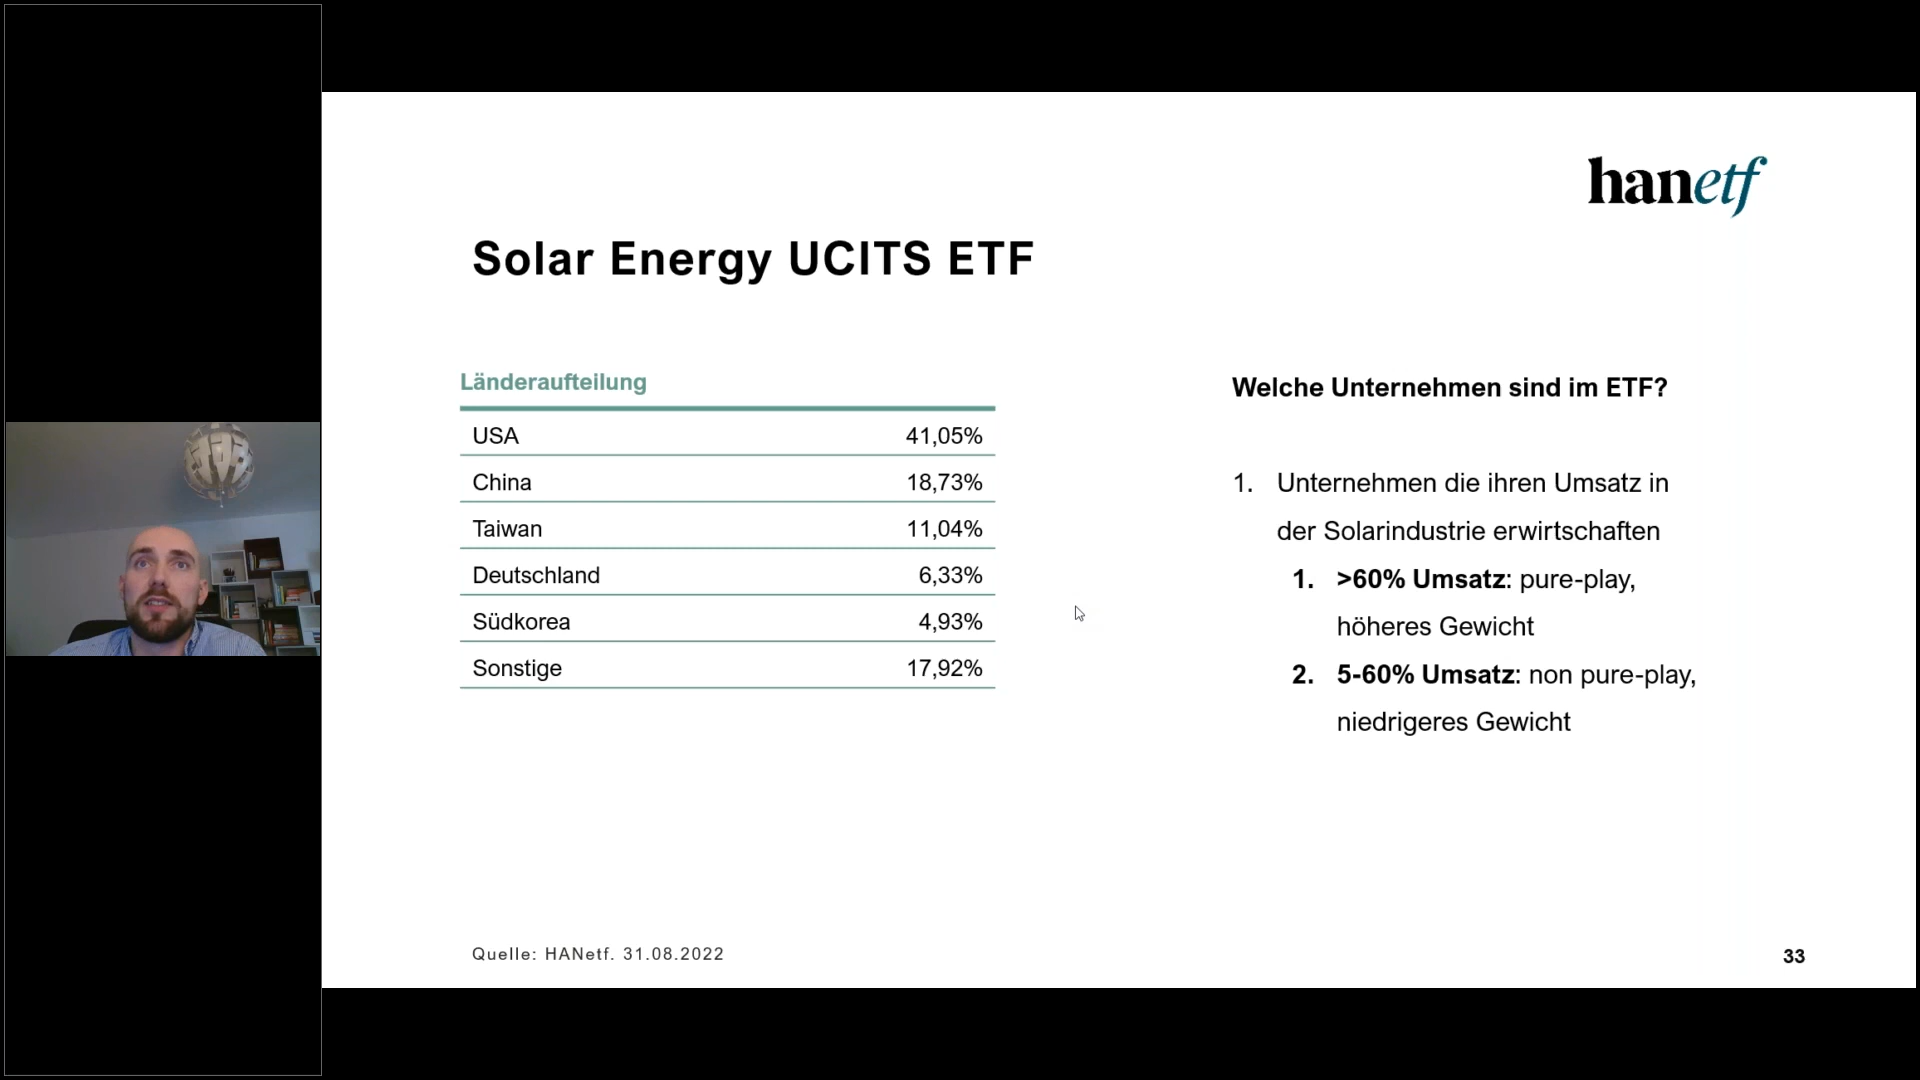 hanetf
Solar Energy UCITS ETF
Länderaufteilung
USA 41,05%
China 18,73%
Taiwan 11,04%
Deutschland 6,33%
Südkorea 4,93%
Sonstige 17,92%
Welche Unternehmen sind im ETF?
1. Unternehmen die ihren Umsatz in
der Solarindustrie erwirtschaften
1. >60% Umsatz: pure-play,
höheres Gewicht
2. 5-60% Umsatz: non pure-play,
niedrigeres Gewicht
Quelle: HANetf. 31.08.2022
33